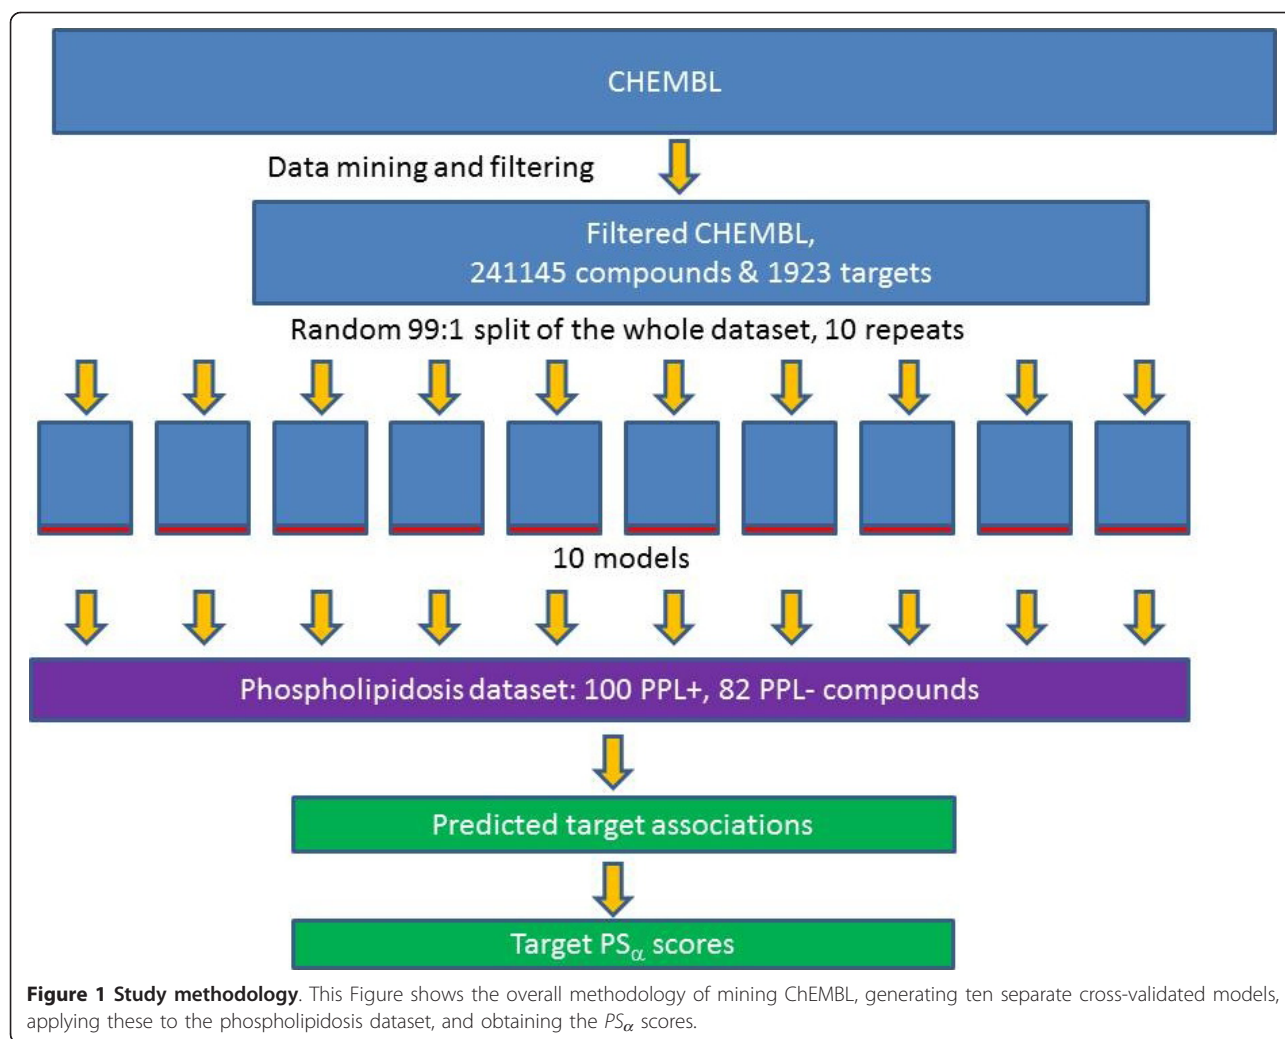 CHEMBL
Data mining and filtering
Filtered CHEMBL,
241145 compounds & 1923 targets
Random 99:1 split of the whole dataset, 10 repeats
10 models
Phospholipidosis dataset: 100 PPL+, 82 PPL- compounds
Predicted target associations
Target PSα scores
Figure 1 Study methodology. This Figure shows the overall methodology of mining ChEMBL, generating ten separate cross-validated models,
applying these to the phospholipidosis dataset, and obtaining the PSα scores.